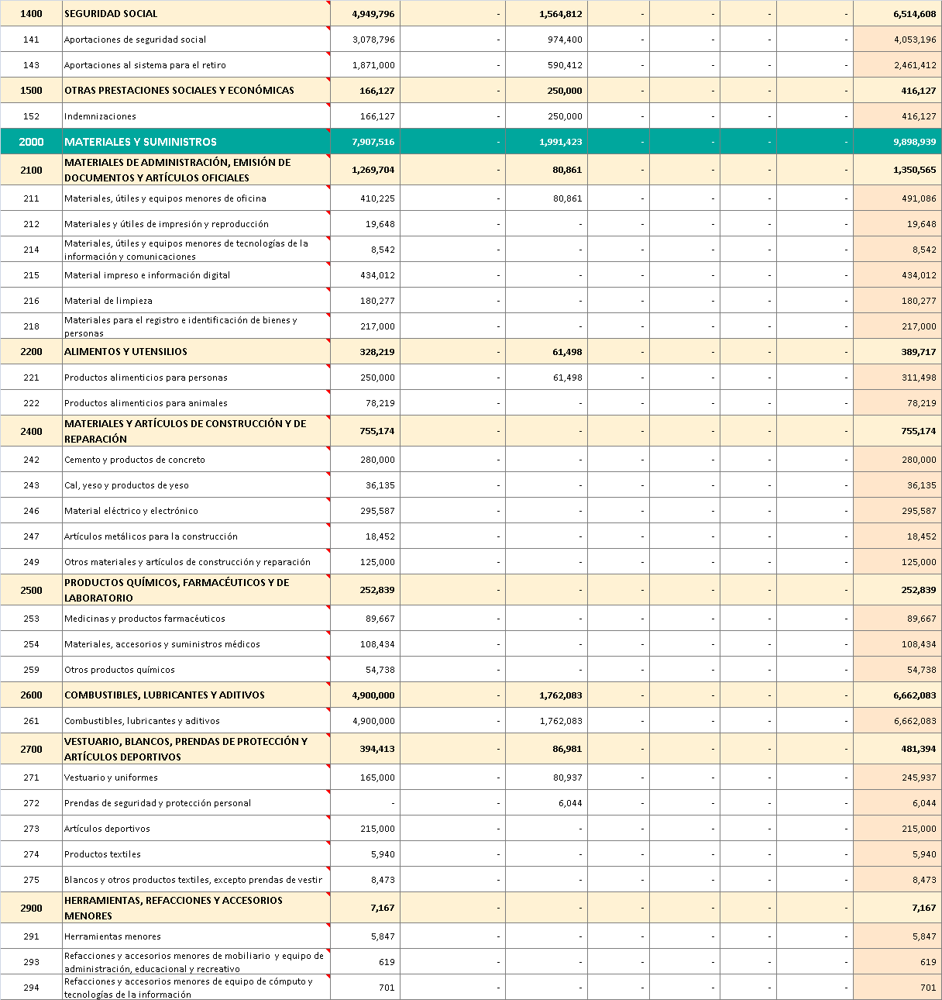 1400 SEGURIDAD SOCIAL 4,949,796 - 1,564,812 - - - - 6,514,608
141 Aportaciones de seguridad social 3,078,796 - 974,400 - - - - 4,053,196
143 Aportaciones al sistema para el retiro 1,871,000 - 590,412 - - - - 2,461,412
1500 OTRAS PRESTACIONES SOCIALES Y ECONÓMICAS 166,127 - 250,000 - - - - 416,127
152 Indemnizaciones 166,127 - 250,000 - - - - 416,127
2000 MATERIALES Y SUMINISTROS 7,907,516 - 1,991,423 - - - - 9,898,939
2100 MATERIALES DE ADMINISTRACIÓN, EMISIÓN DE
DOCUMENTOS Y ARTÍCULOS OFICIALES 1,269,704 - 80,861 - - - - 1,350,565
211 Materiales, útiles y equipos menores de oficina 410,225 - 80,861 - - - - 491,086
212 Materiales y útiles de impresión y reproducción 19,648 - - - - - - 19,648
214 Materiales, útiles y equipos menores de tecnologías de la
información y comunicaciones 8,542 - - - - - - 8,542
215 Material impreso e información digital 434,012 - - - - - - 434,012
216 Material de limpieza 180,277 - - - - - - 180,277
218 Materiales para el registro e identificación de bienes y
personas 217,000 - - - - - - 217,000
2200 ALIMENTOS Y UTENSILIOS 328,219 - 61,498 - - - - 389,717
221 Productos alimenticios para personas 250,000 - 61,498 - - - - 311,498
222 Productos alimenticios para animales 78,219 - - - - - - 78,219
2400 MATERIALES Y ARTÍCULOS DE CONSTRUCCIÓN Y DE
REPARACIÓN 755,174 - - - - - - 755,174
242 Cemento y productos de concreto 280,000 - - - - - - 280,000
243 Cal, yeso y productos de yeso 36,135 - - - - - - 36,135
246 Material eléctrico y electrónico 295,587 - - - - - - 295,587
247 Artículos metálicos para la construcción 18,452 - - - - - - 18,452
249 Otros materiales y artículos de construcción y reparación 125,000 - - - - - - 125,000
2500 PRODUCTOS QUÍMICOS, FARMACÉUTICOS Y DE
LABORATORIO 252,839 - - - - - - 252,839
253 Medicinas y productos farmacéuticos 89,667 - - - - - - 89,667
254 Materiales, accesorios y suministros médicos 108,434 - - - - - - 108,434
259 Otros productos químicos 54,738 - - - - - - 54,738
2600 COMBUSTIBLES, LUBRICANTES Y ADITIVOS 4,900,000 - 1,762,083 - - - - 6,662,083
261 Combustibles, lubricantes y aditivos 4,900,000 - 1,762,083 - - - - 6,662,083
2700 VESTUARIO, BLANCOS, PRENDAS DE PROTECCIÓN Y
ARTÍCULOS DEPORTIVOS 394,413 - 86,981 - - - - 481,394
271 Vestuario y uniformes 165,000 - 80,937 - - - - 245,937
272 Prendas de seguridad y protección personal - - 6,044 - - - - 6,044
273 Artículos deportivos 215,000 - - - - - - 215,000
274 Productos textiles 5,940 - - - - - - 5,940
275 Blancos y otros productos textiles, excepto prendas de vestir 8,473 - - - - - - 8,473
2900 HERRAMIENTAS, REFACCIONES Y ACCESORIOS
MENORES 7,167 - - - - - - 7,167
291 Herramientas menores 5,847 - - - - - - 5,847
293 Refacciones y accesorios menores de mobiliario y equipo de
administración, educacional y recreativo 619 - - - - - - 619
294 Refacciones y accesorios menores de equipo de cómputo y
tecnologías de la información 701 - - - - - - 701